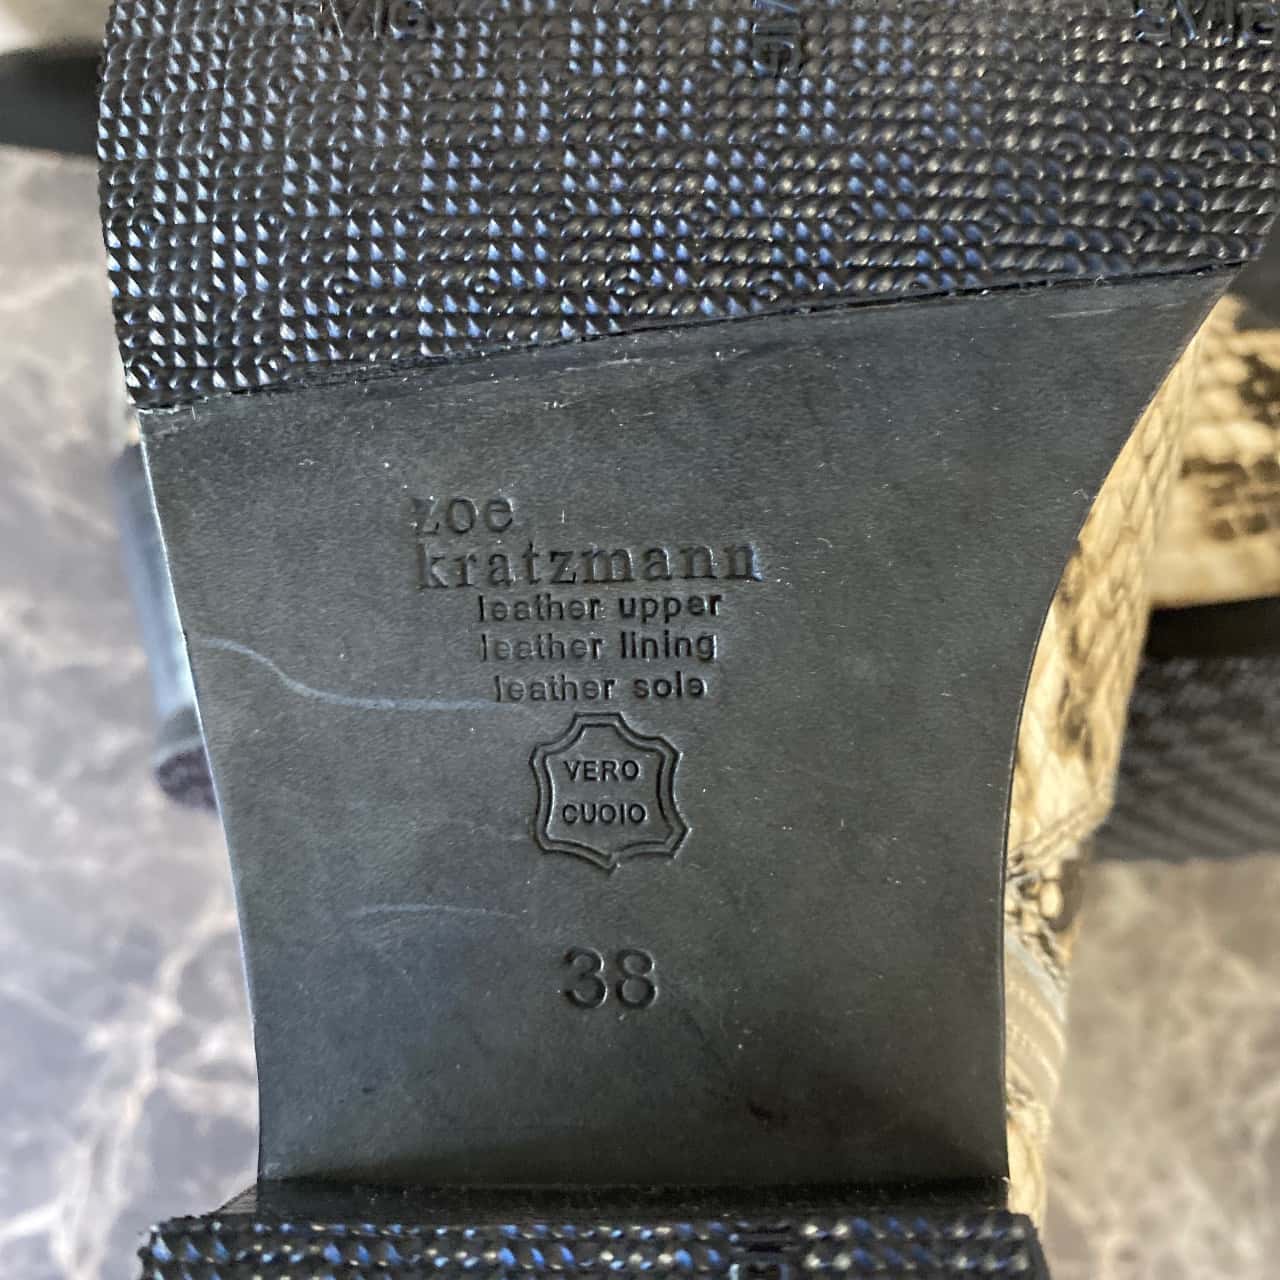 zoe
kratzmann
leather upper
leather lining
leather sole
VERO
CUOIO
38